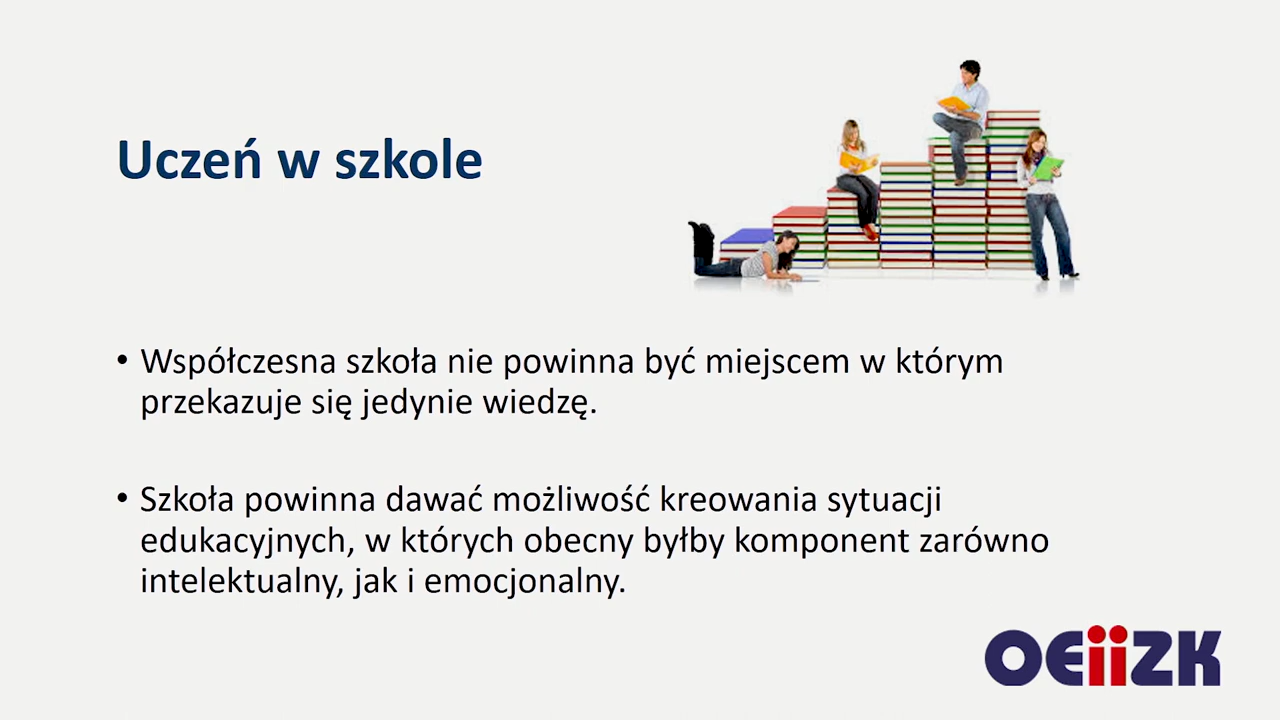 Uczeń w szkole
• Współczesna szkoła nie powinna być miejscem w którym
przekazuje się jedynie wiedzę.
• Szkoła powinna dawać możliwość kreowania sytuacji
edukacyjnych, w których obecny byłby komponent zarówno
intelektualny, jak i emocjonalny.
OEiiZK